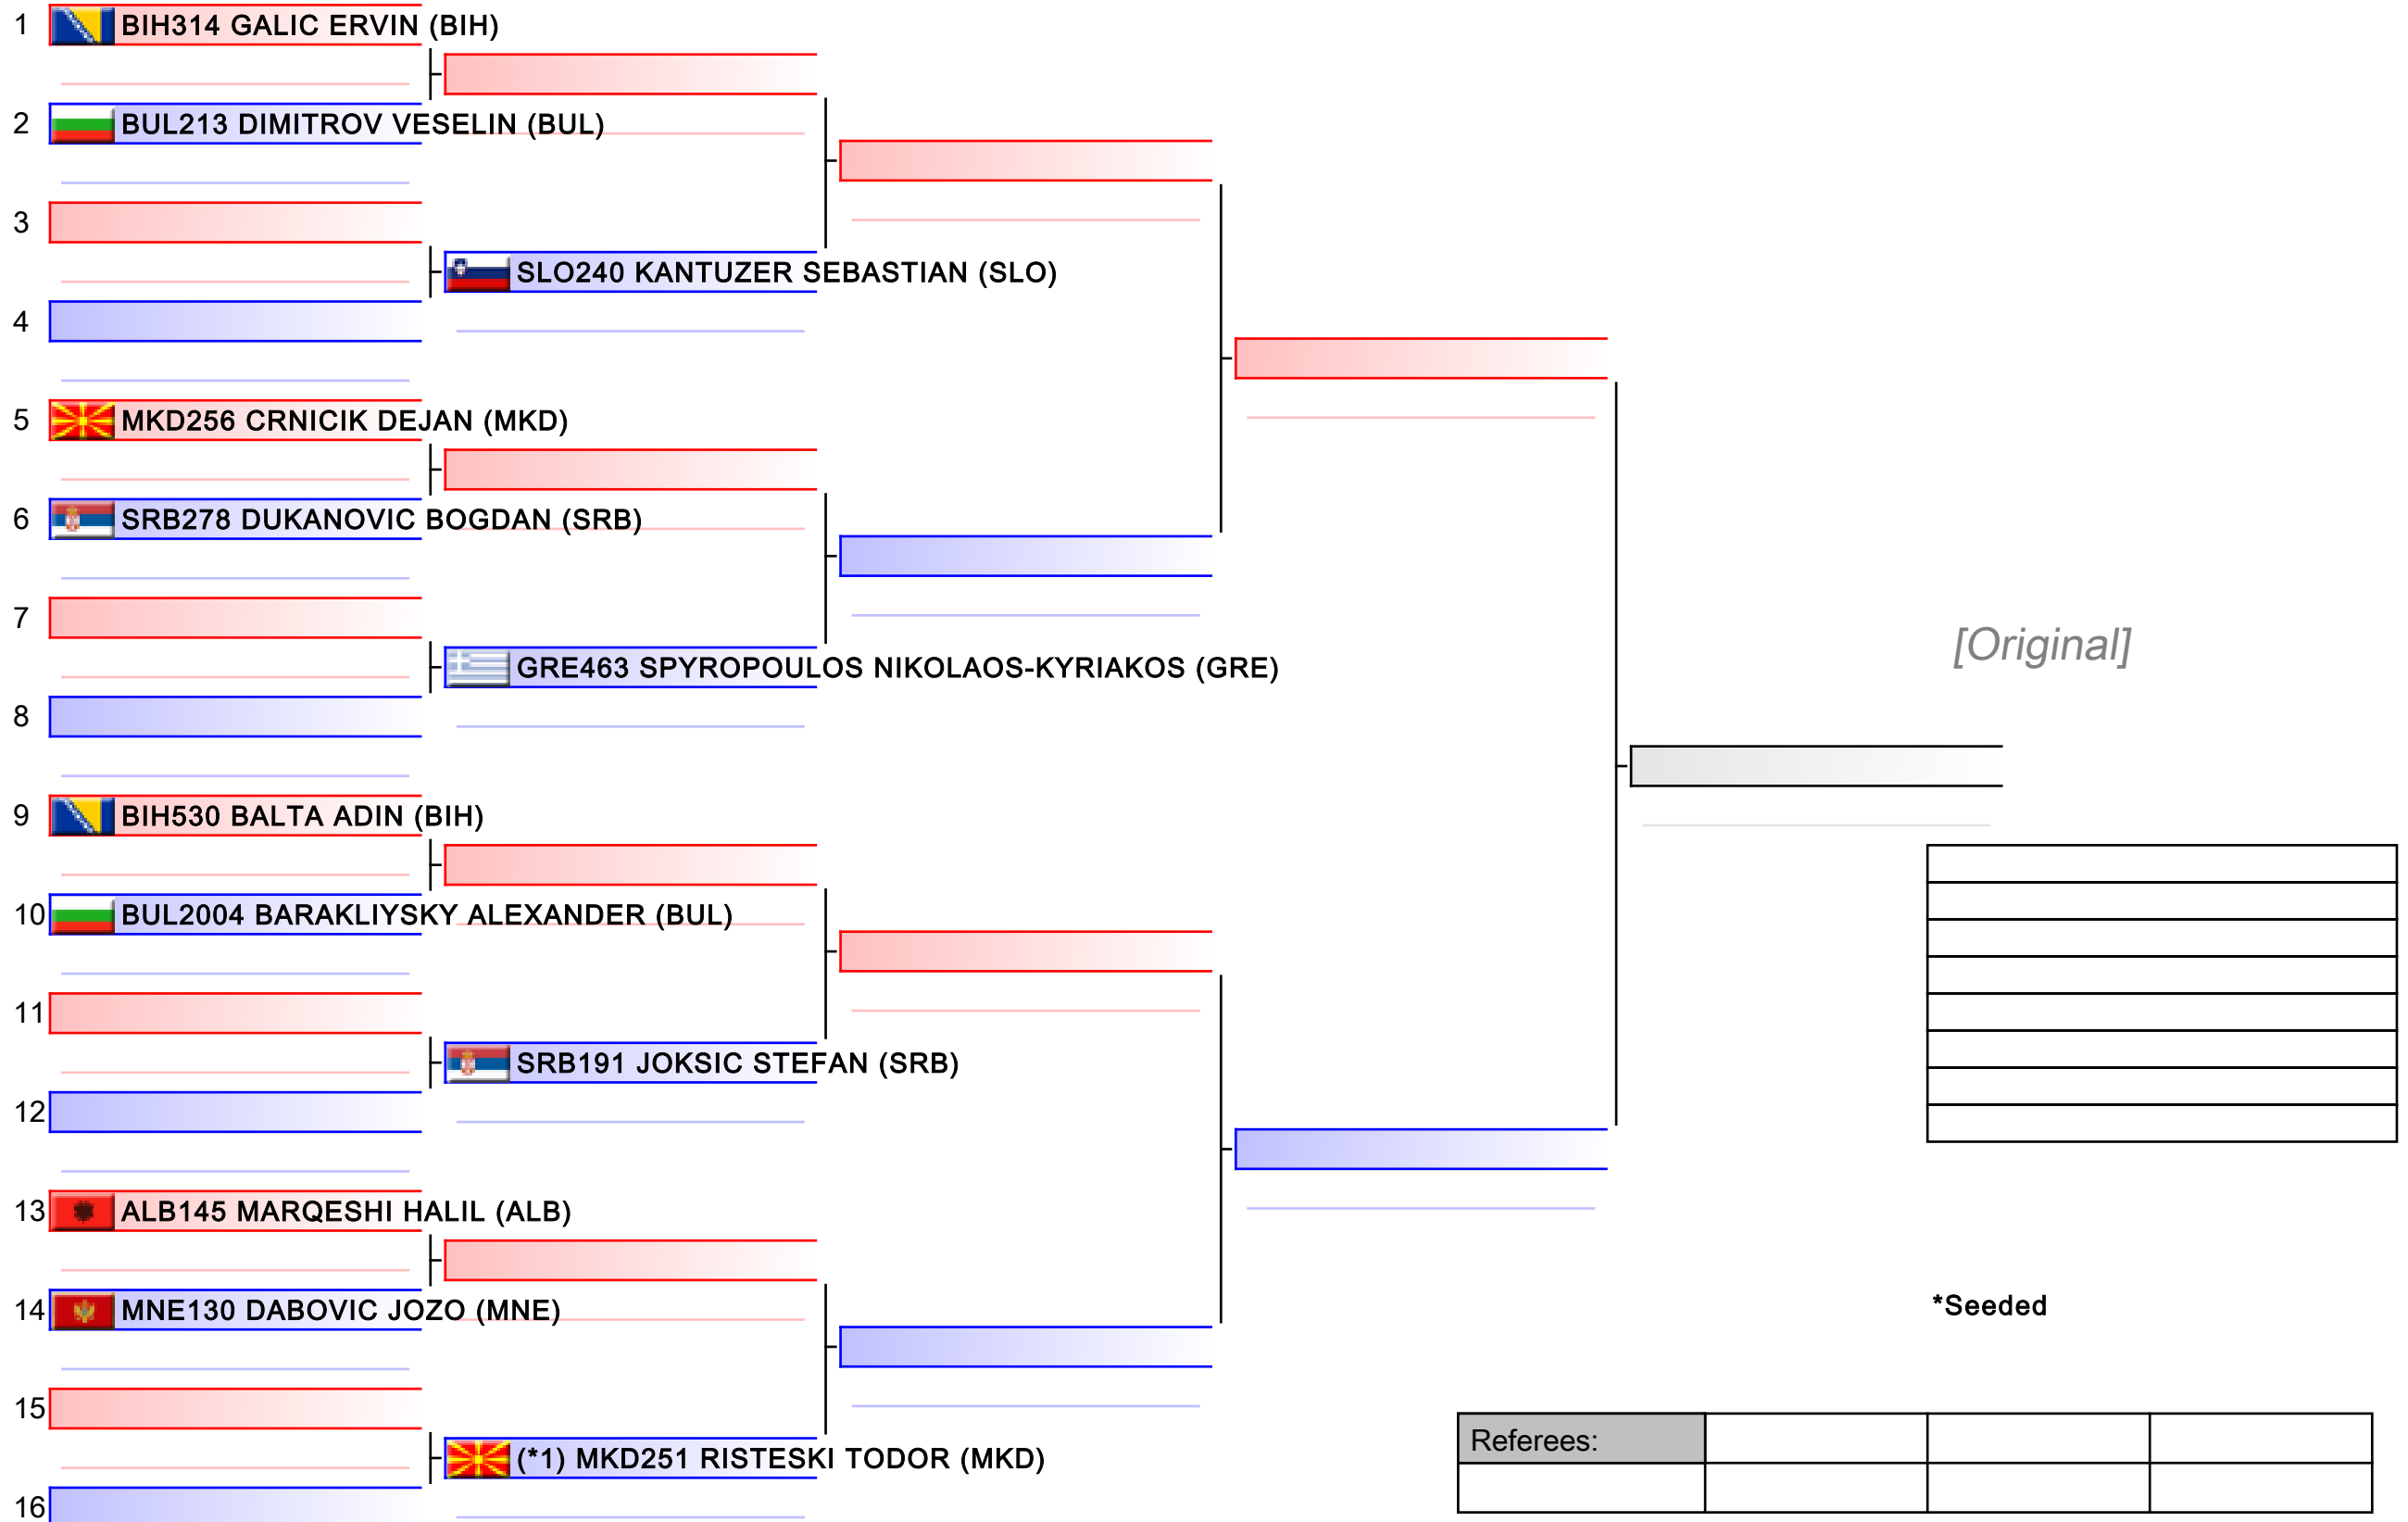 1 BIH314 GALIC ERVIN (BIH)
2 BUL213 DIMITROV VESELIN (BUL)
3
SLO240 KANTUZER SEBASTIAN (SLO)
4
5 MKD256 CRNICIK DEJAN (MKD)
6 SRB278 DUKANOVIC BOGDAN (SRB)
7
[Original]
GRE463 SPYROPOULOS NIKOLAOS-KYRIAKOS (GRE)
8
9 BIH530 BALTA ADIN (BIH)
10 BUL2004 BARAKLIYSKY ALEXANDER (BUL)
11
SRB191 JOKSIC STEFAN (SRB)
12
13 ALB145 MARQESHI HALIL (ALB)
14 MNE130 DABOVIC JOZO (MNE)
*Seeded
15
Referees:
(*1) MKD251 RISTESKI TODOR (MKD)
16